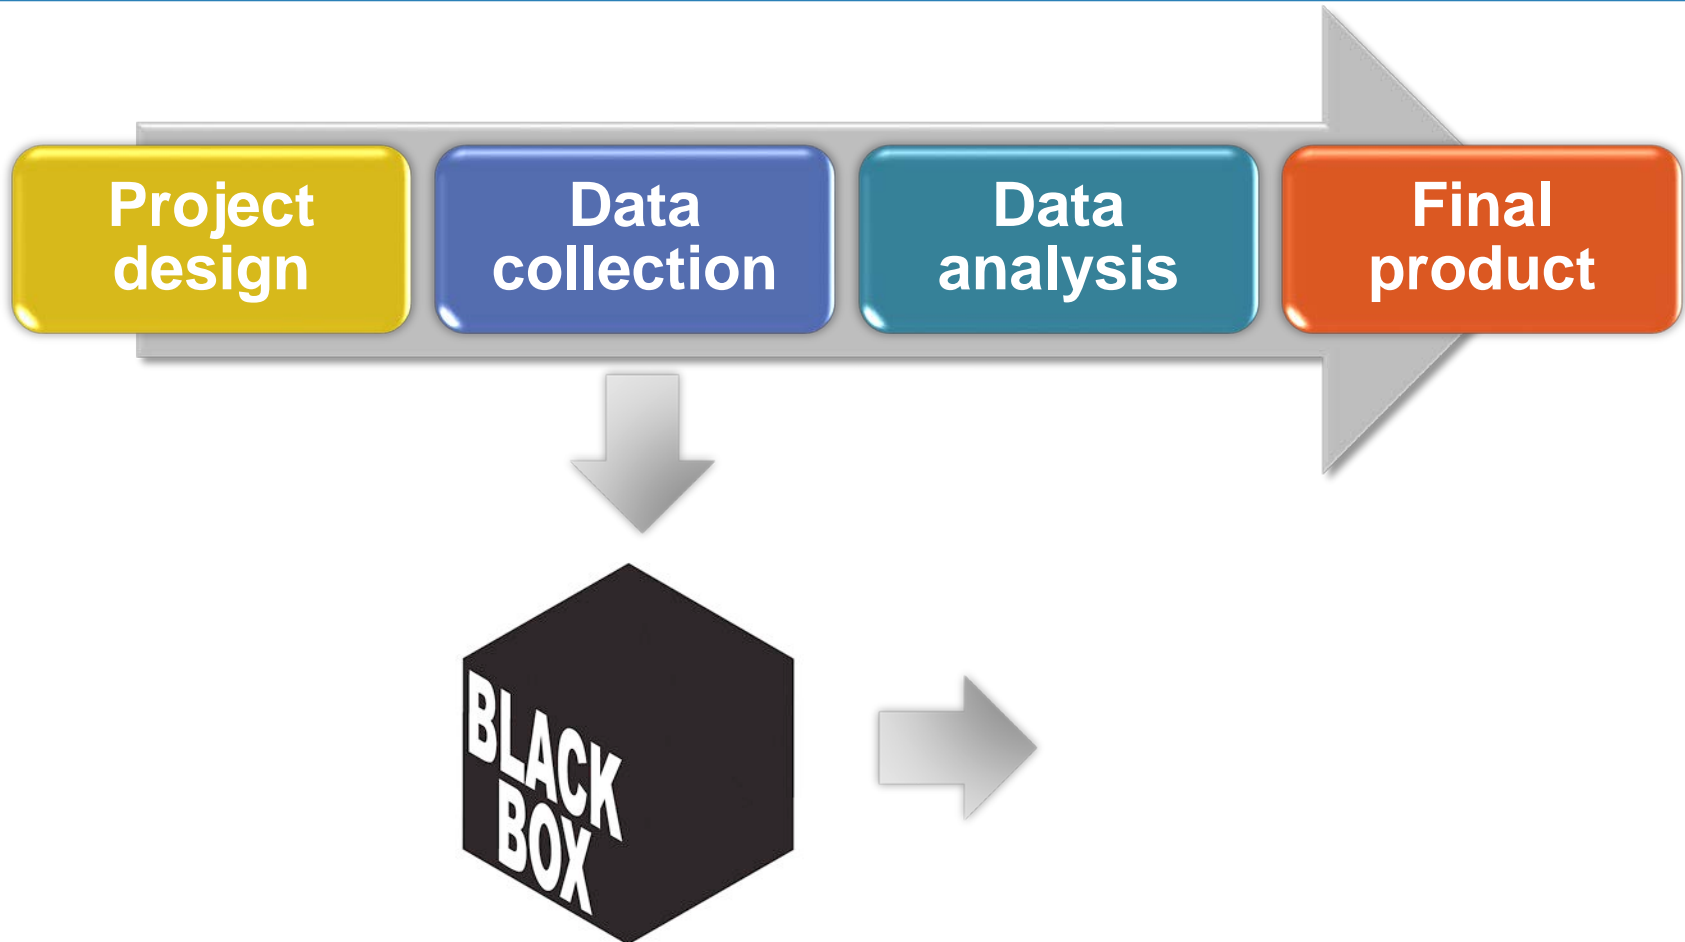 Project
design
Data
collection
Data
analysis
Final
product
BLACK
BOX